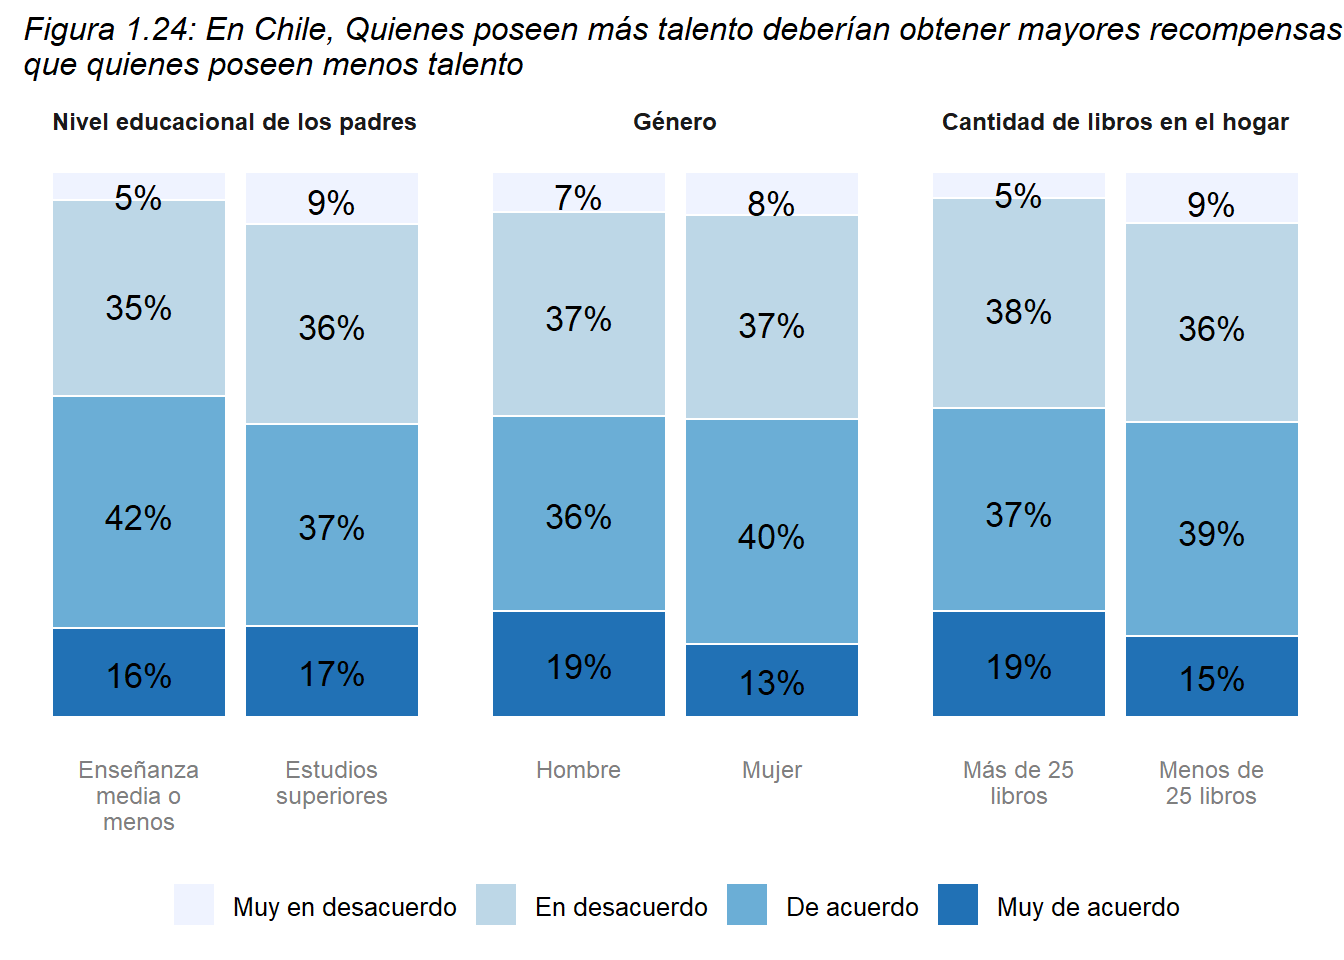 Figura 1.24: En Chile, Quienes poseen más talento deberían obtener mayores recompensas
que quienes poseen menos talento
Nivel educacional de los padres
5%
9%
35%
36%
42%
37%
16%
17%
Enseñanza
media o
menos
Estudios
superiores
Género
7%
8%
37%
37%
36%
40%
19%
13%
Hombre
Mujer
Cantidad de libros en el hogar
5%
9%
38%
36%
37%
39%
19%
15%
Más de 25
libros
Menos de
25 libros
Muy en desacuerdo
En desacuerdo
De acuerdo
Muy de acuerdo